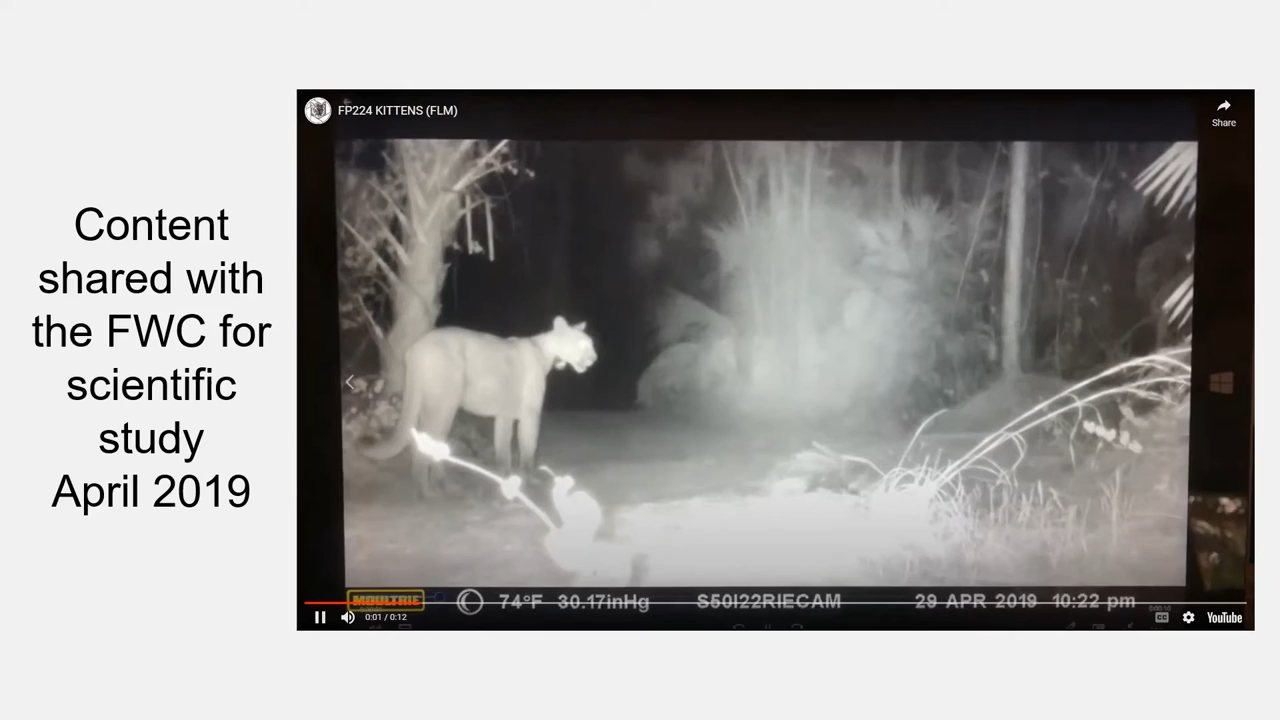 Content
shared with
the FWC for
scientific
study
April 2019
FP224 KITTENS (FLM)
Share
MOULTRIE
74°F 30.17inHg S50I22RIECAM 29 APR 2019 10:22 pm
0:01 / 0:12
CC
YouTube